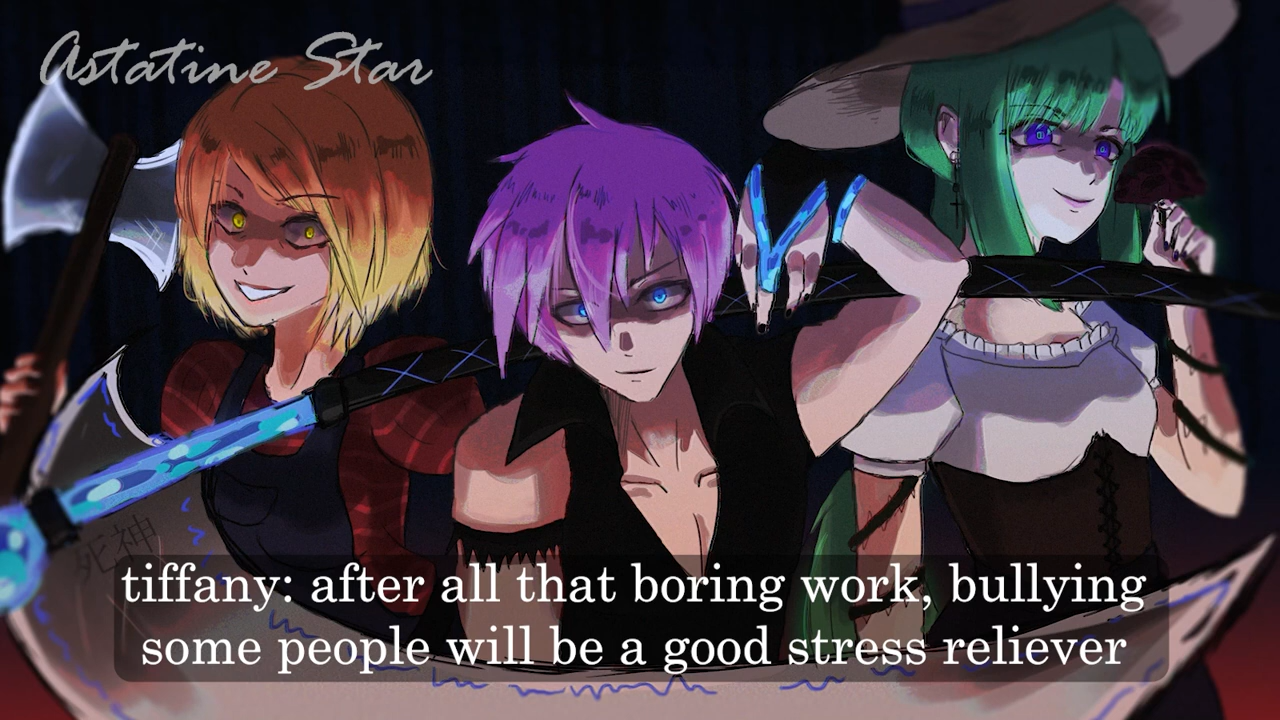 Astatine Star
死神
tiffany: after all that boring work, bullying
some people will be a good stress reliever